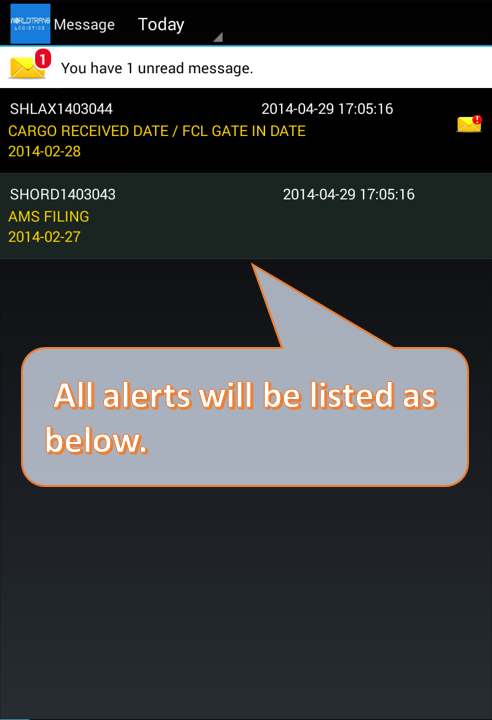 WORLDTRANS
LOGISTICS
Message
Today
1
You have 1 unread message.
SHLAX1403044 2014-04-29 17:05:16
CARGO RECEIVED DATE / FCL GATE IN DATE
2014-02-28
!
SHORD1403043 2014-04-29 17:05:16
AMS FILING
2014-02-27
All alerts will be listed as
below.